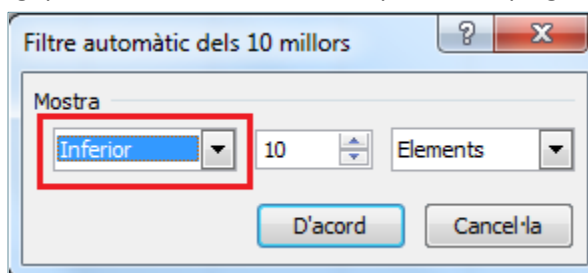 Filtre automàtic dels 10 millors
Mostra
Inferior 10 Elements
D'acord Cancel·la